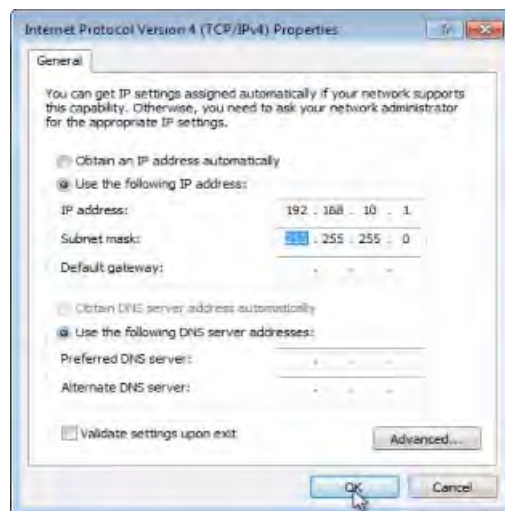 Internet Protocol Version 4 (TCP/IPv4) Properties
General
You can get IP settings assigned automatically if your network supports
this capability. Otherwise, you need to ask your network administrator
for the appropriate IP settings.
Obtain an IP address automatically
Use the following IP address:
IP address: 192 . 168 . 10 . 1
Subnet mask: 255 . 255 . 255 . 0
Default gateway: . . .
Obtain DNS server address automatically
Use the following DNS server addresses:
Preferred DNS server: . . .
Alternate DNS server: . . .
Validate settings upon exit
Advanced...
OK Cancel